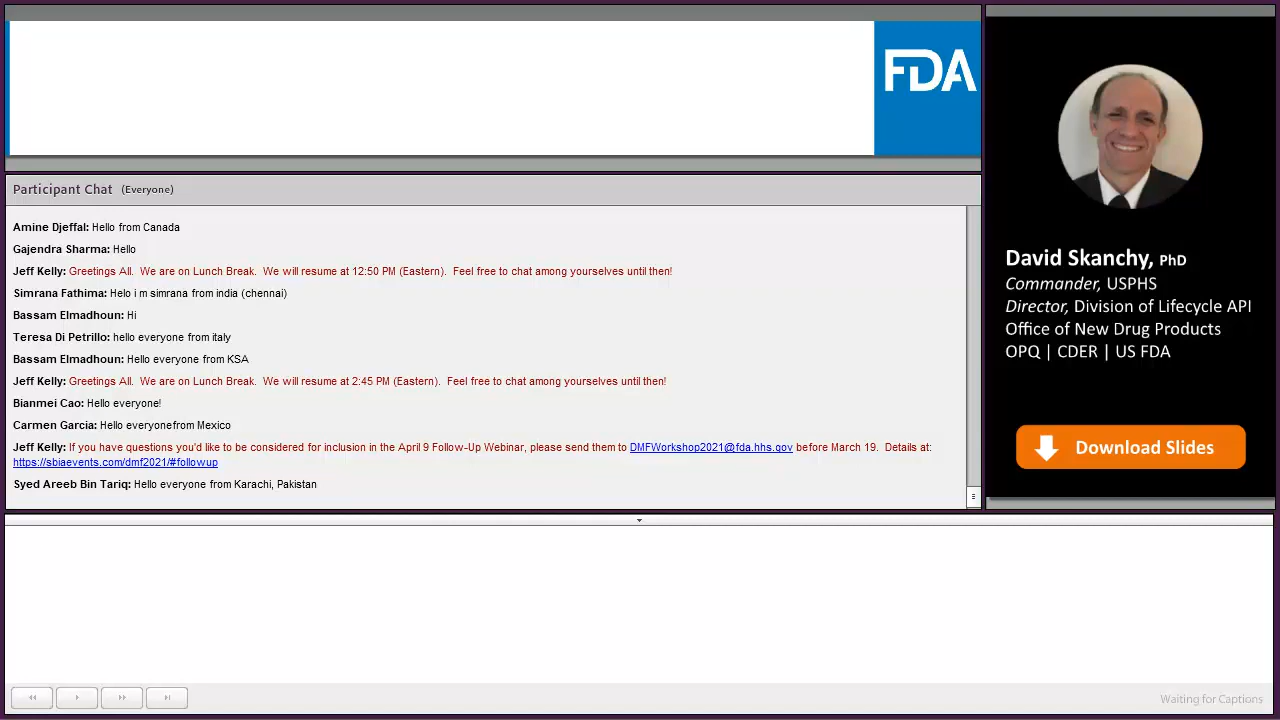 FDA
Participant Chat (Everyone)
Amine Djeffal: Hello from Canada
Gajendra Sharma: Hello
Jeff Kelly: Greetings All. We are on Lunch Break. We will resume at 12:50 PM (Eastern). Feel free to chat among yourselves until then!
Simrana Fathima: Helo i m simrana from india (chennai)
Bassam Elmadhoun: Hi
Teresa Di Petrillo: hello everyone from italy
Bassam Elmadhoun: Hello everyone from KSA
Jeff Kelly: Greetings All. We are on Lunch Break. We will resume at 2:45 PM (Eastern). Feel free to chat among yourselves until then!
Bianmei Cao: Hello everyone!
Carmen Garcia: Hello everyonefrom Mexico
Jeff Kelly: If you have questions you'd like to be considered for inclusion in the April 9 Follow-Up Webinar, please send them to DMFWorkshop2021@fda.hhs.gov before March 19. Details at:
https://sbiaevents.com/dmf2021/#followup
Syed Areeb Bin Tariq: Hello everyone from Karachi, Pakistan
David Skanchy, PhD
Commander, USPHS
Director, Division of Lifecycle API
Office of New Drug Products
OPQ | CDER | US FDA
Download Slides
Waiting for Captions